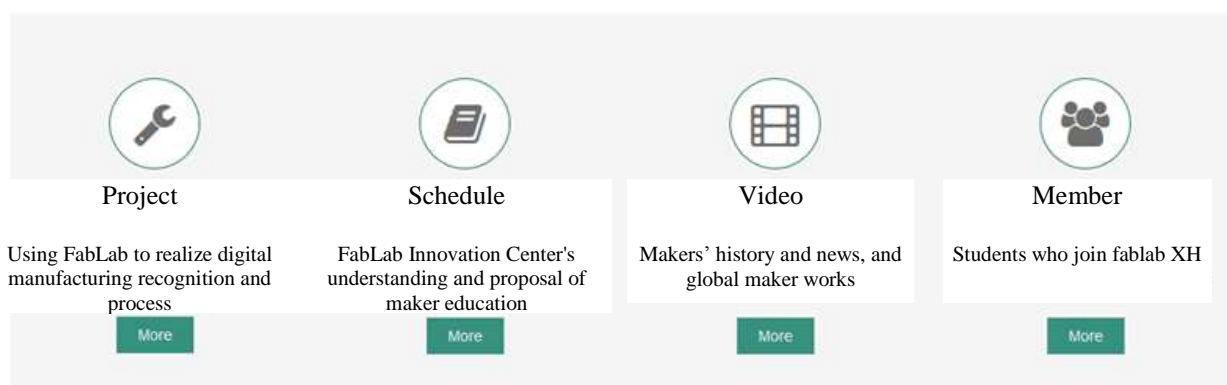 Project
Using FabLab to realize digital
manufacturing recognition and
process
More
Schedule
FabLab Innovation Center's
understanding and proposal of
maker education
More
Video
Makers’ history and news, and
global maker works
More
Member
Students who join fablab XH
More